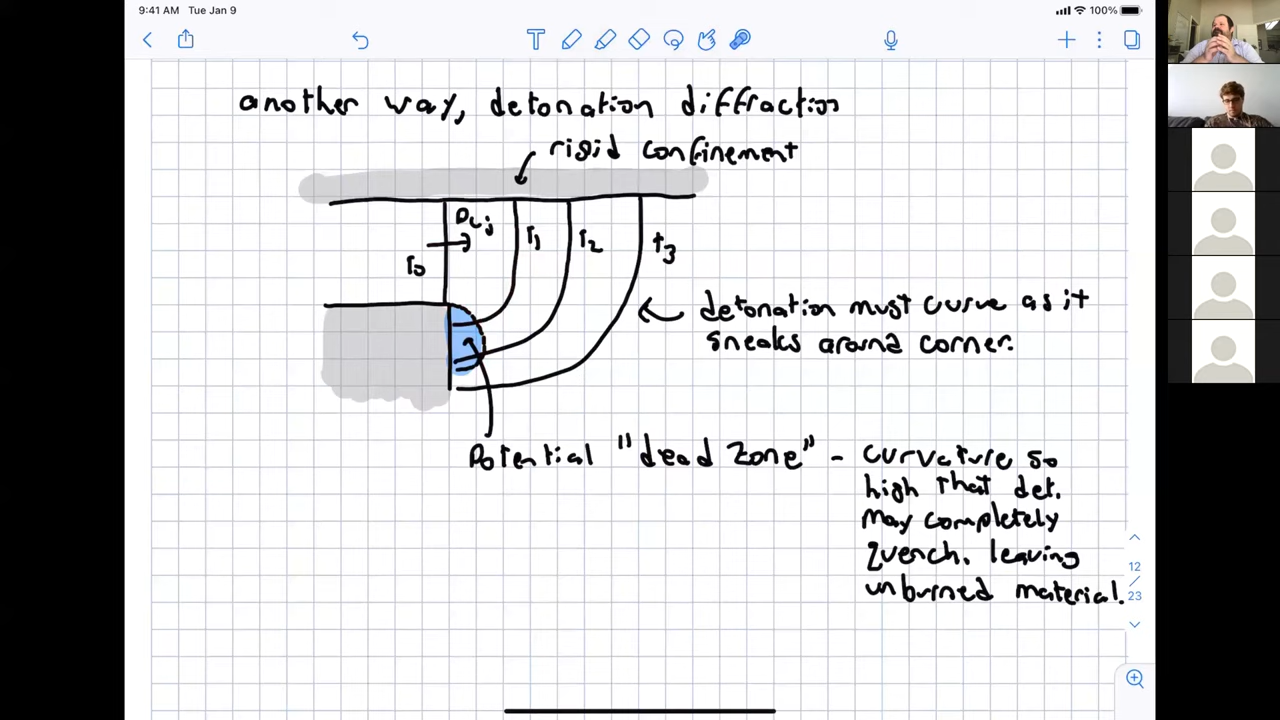 9:41 AM Tue Jan 9
100%
another way, detonation diffraction
rigid confinement
DCj
t0
t1
t2
t3
detonation must curve as it
sneaks around corner.
Potential "dead zone" - curvature so
high that det.
may completely
quench. leaving
unburned material.
12
/
23